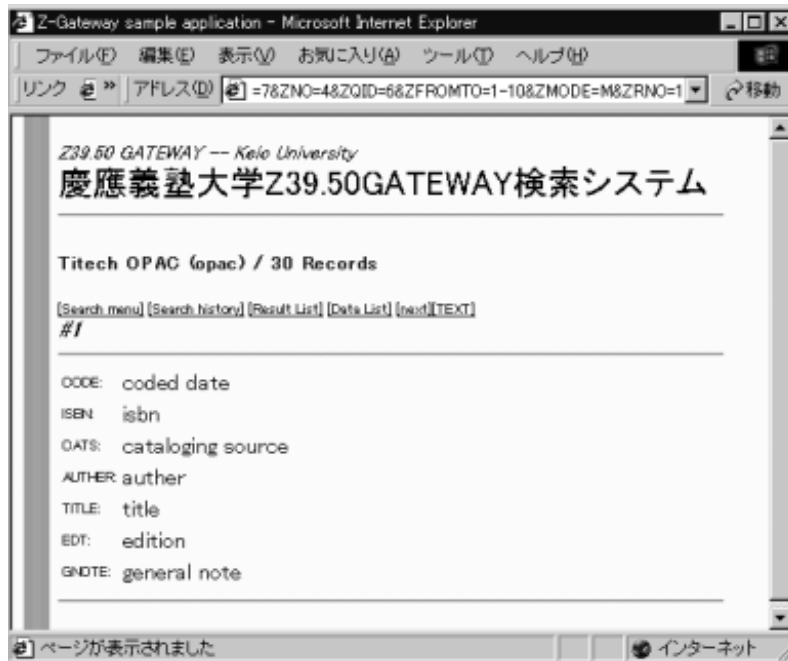 Z-Gateway sample application - Microsoft Internet Explorer
ファイル(F) 編集(E) 表示(V) お気に入り(A) ツール(T) ヘルプ(H)
リンク » アドレス(D) =7&ZNO=4&ZQID=6&ZFROMTO=1-10&ZMODE=M&ZRNO=1 移動
Z39.50 GATEWAY -- Keio University
慶應義塾大学Z39.50GATEWAY検索システム
Titech OPAC (opac) / 30 Records
[Search menu] [Search history] [Result List] [Data List] [next][TEXT]
#1
CODE: coded date
ISBN: isbn
CATS: cataloging source
AUTHER: auther
TITLE: title
EDT: edition
GNOTE: general note
ページが表示されました インターネット